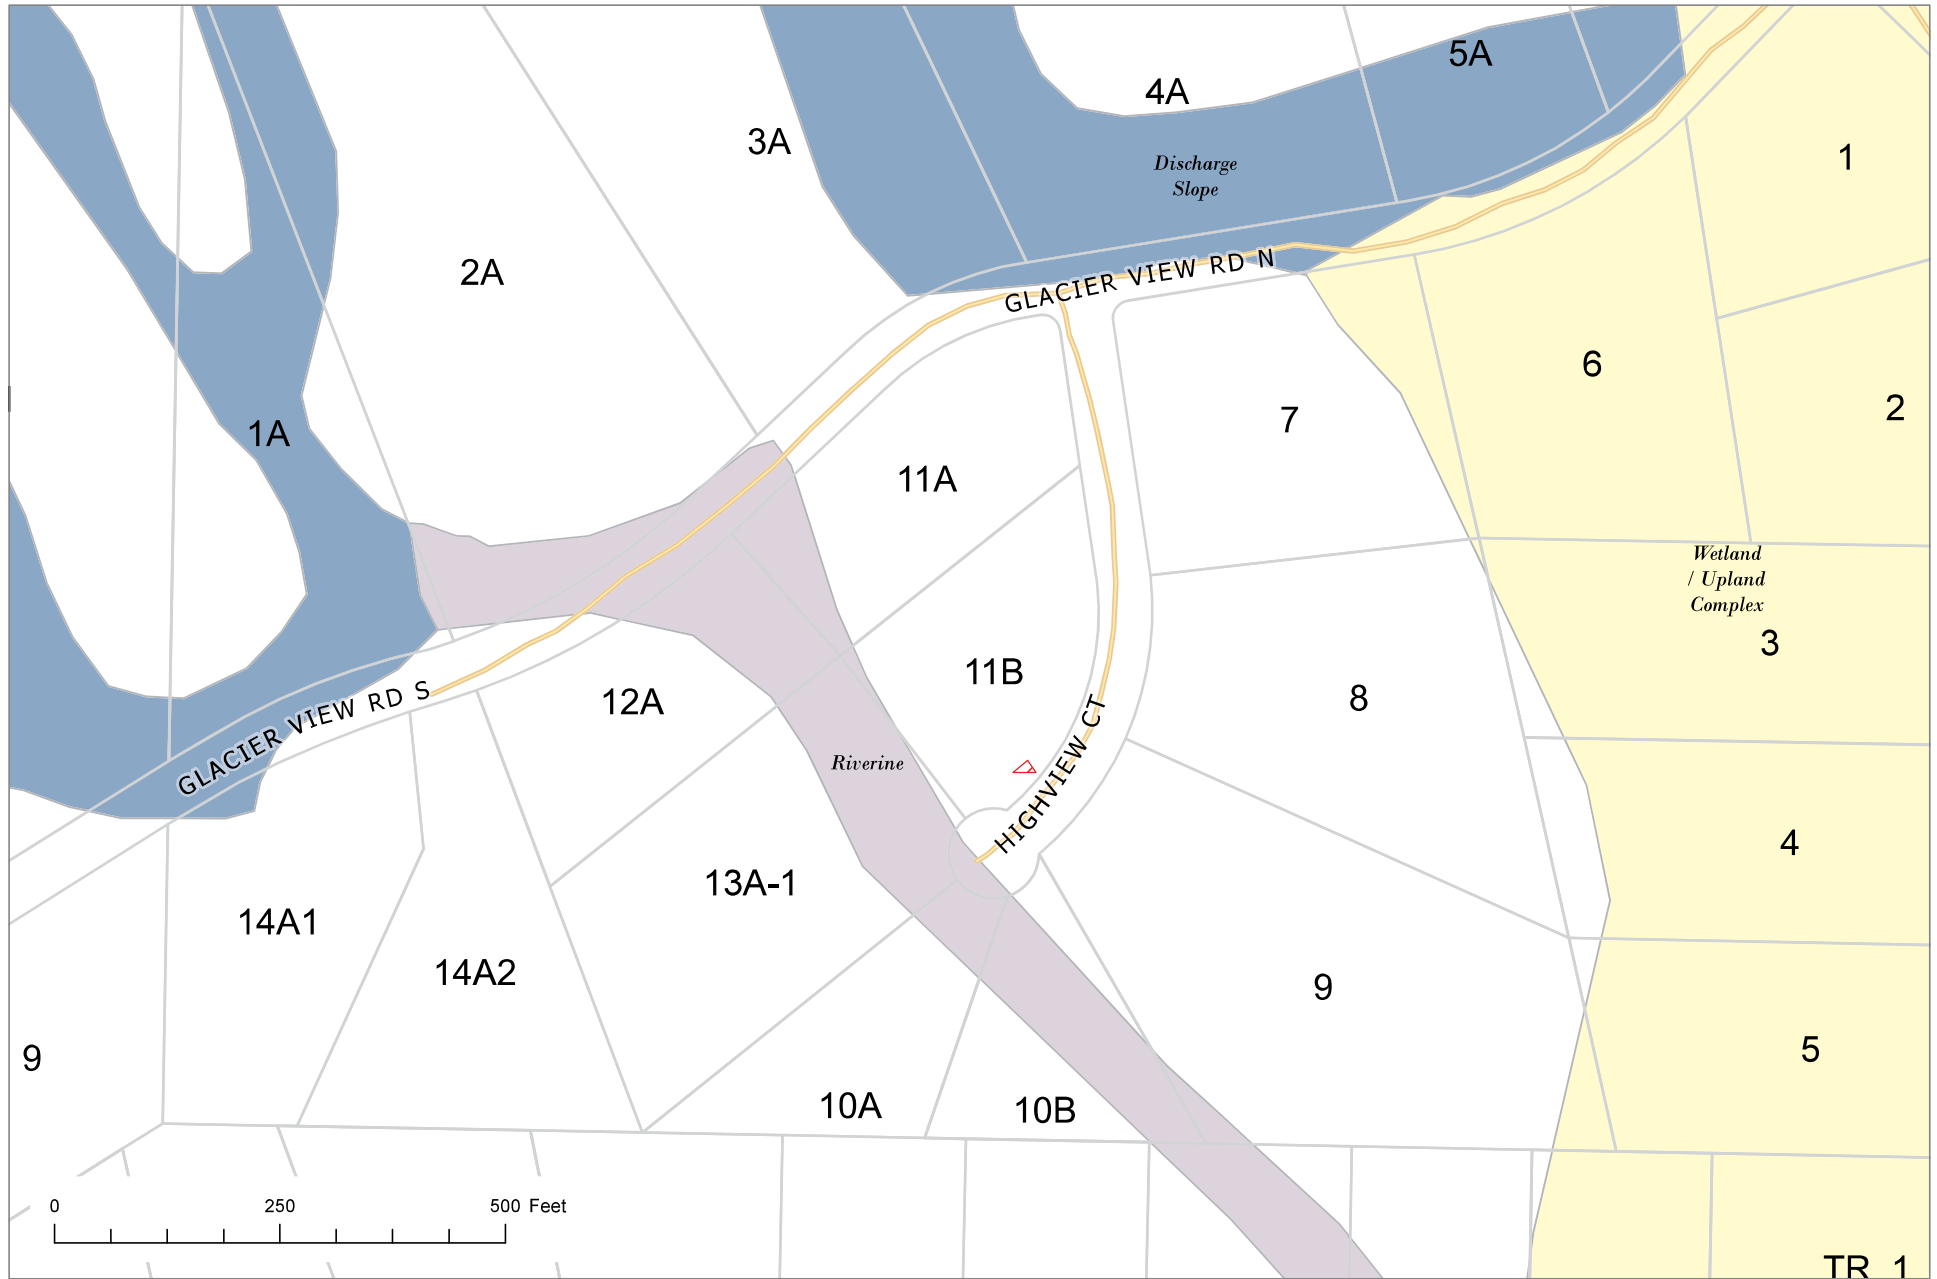 5A
4A
3A
Discharge
Slope
1
2A
GLACIER VIEW RD N
6
2
7
1A
11A
Wetland
/ Upland
Complex
3
11B
12A
8
GLACIER VIEW RD S
Riverine
HIGHVIEW CT
4
13A-1
14A1
14A2
9
5
9
10A
10B
0 250 500 Feet
TR 1